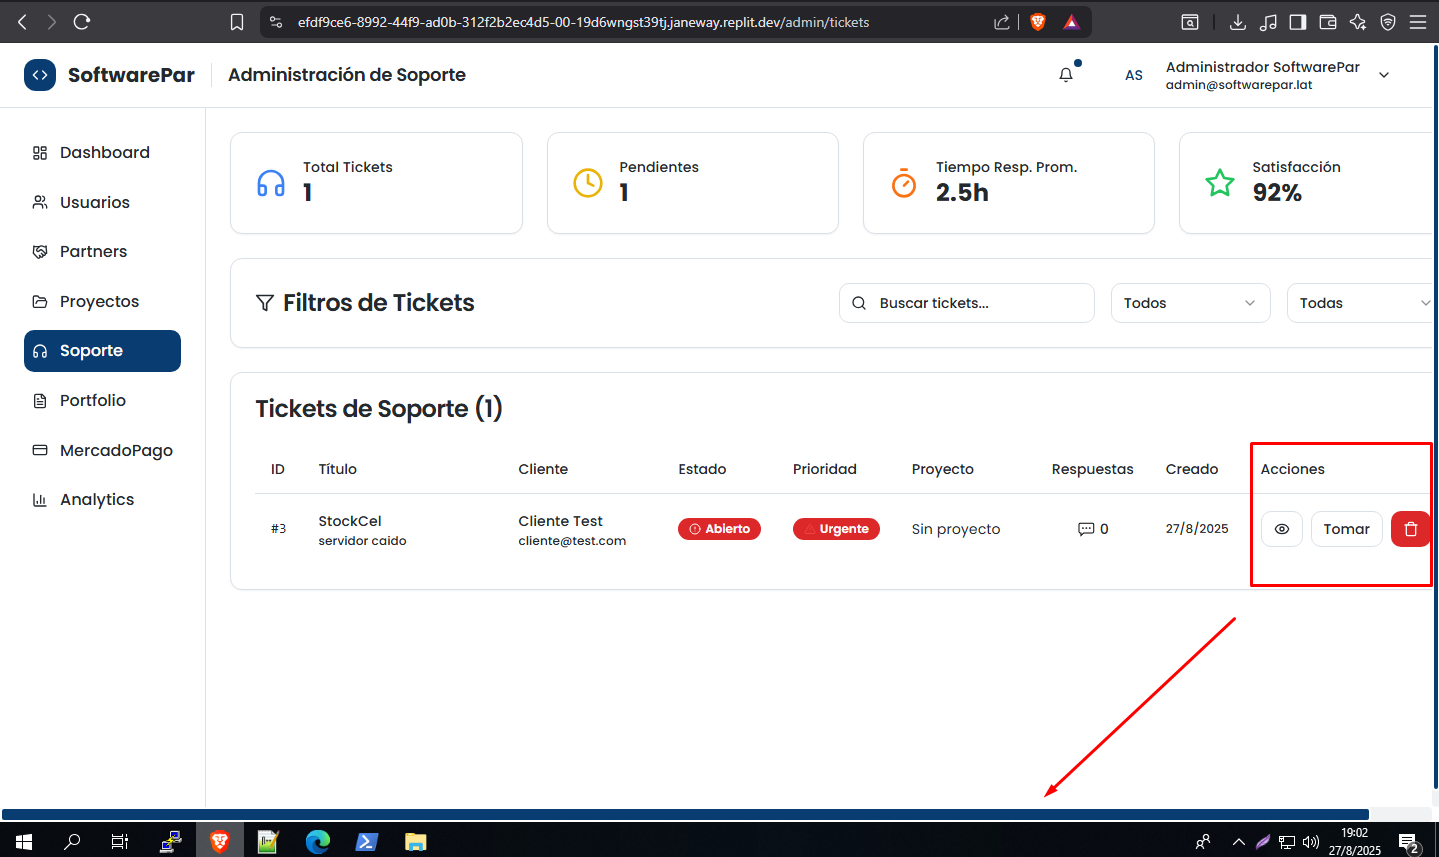 efdf9ce6-8992-44f9-ad0b-312f2b2ec4d5-00-19d6wngst39tj.janeway.replit.dev/admin/tickets
SoftwarePar
Administración de Soporte
AS
Administrador SoftwarePar
admin@softwarepar.lat
Dashboard
Usuarios
Partners
Proyectos
Soporte
Portfolio
MercadoPago
Analytics
Total Tickets
1
Pendientes
1
Tiempo Resp. Prom.
2.5h
Satisfacción
92%
Filtros de Tickets
Buscar tickets...
Todos
Todas
Tickets de Soporte (1)
ID Título Cliente Estado Prioridad Proyecto Respuestas Creado Acciones
#3 StockCel Cliente Test Abierto Urgente Sin proyecto 0 27/8/2025 Tomar
servidor caido cliente@test.com
19:02
27/8/2025
2